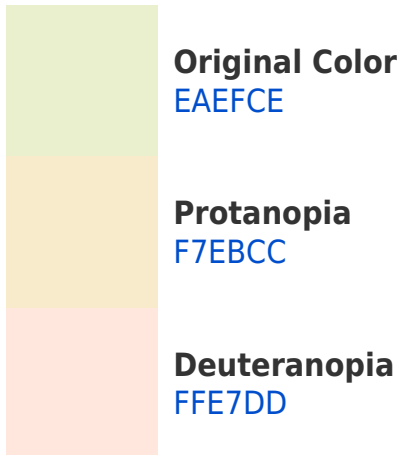 Original Color
EAEFCE
Protanopia
F7EBCC
Deuteranopia
FFE7DD